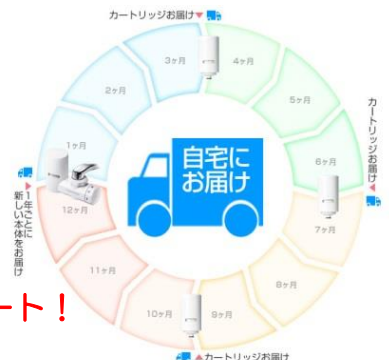 カートリッジお届け▼
3ヶ月
4ヶ月
2ヶ月
5ヶ月
1ヶ月
6ヶ月
自宅に
お届け
カートリッジお届け▼
▲1年ごとに
新しい本体をお届け
12ヶ月
7ヶ月
11ヶ月
8ヶ月
10ヶ月
9ヶ月
ート！
▲カートリッジお届け